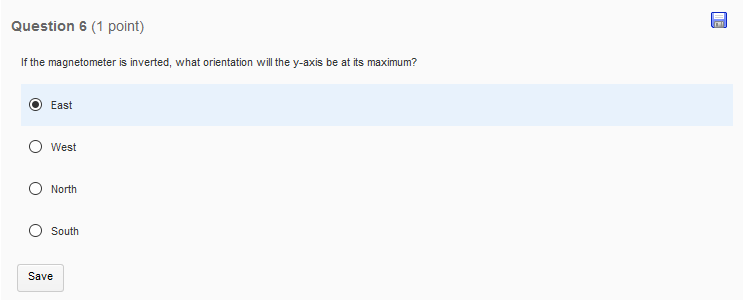 Question 6 (1 point)
If the magnetometer is inverted, what orientation will the y-axis be at its maximum?
East
West
North
South
Save